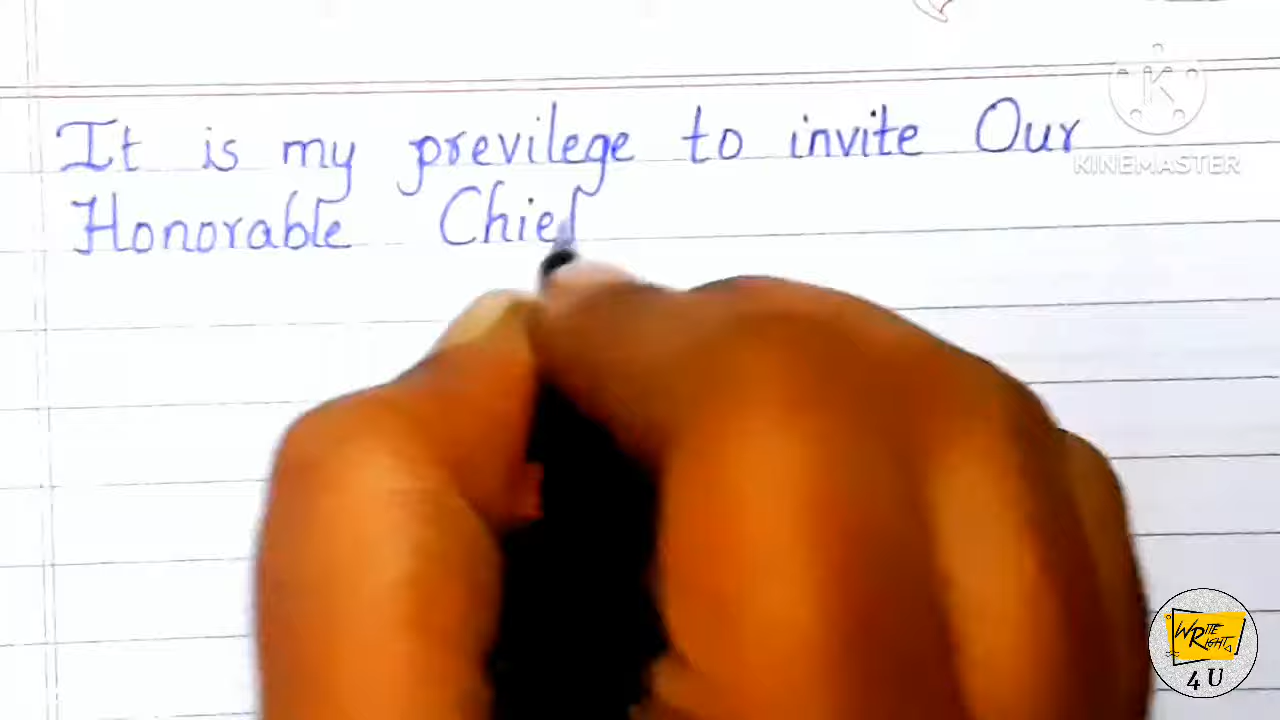 It is my previlege to invite Our
Honorable Chief
KINEMASTER
WRITE
RIGHT
4 U